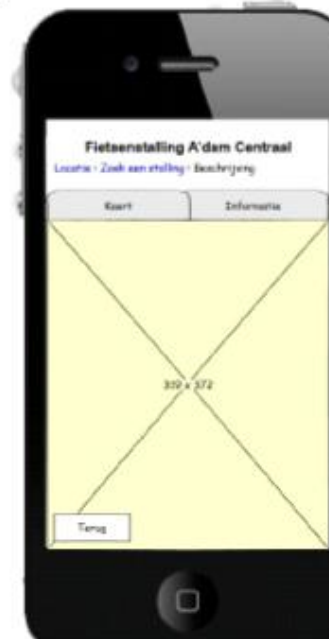 Fietsenstalling A'dam Centraal
Locatie > Zoek een stalling > Beschrijving
Kaart Informatie
319 x 372
Terug